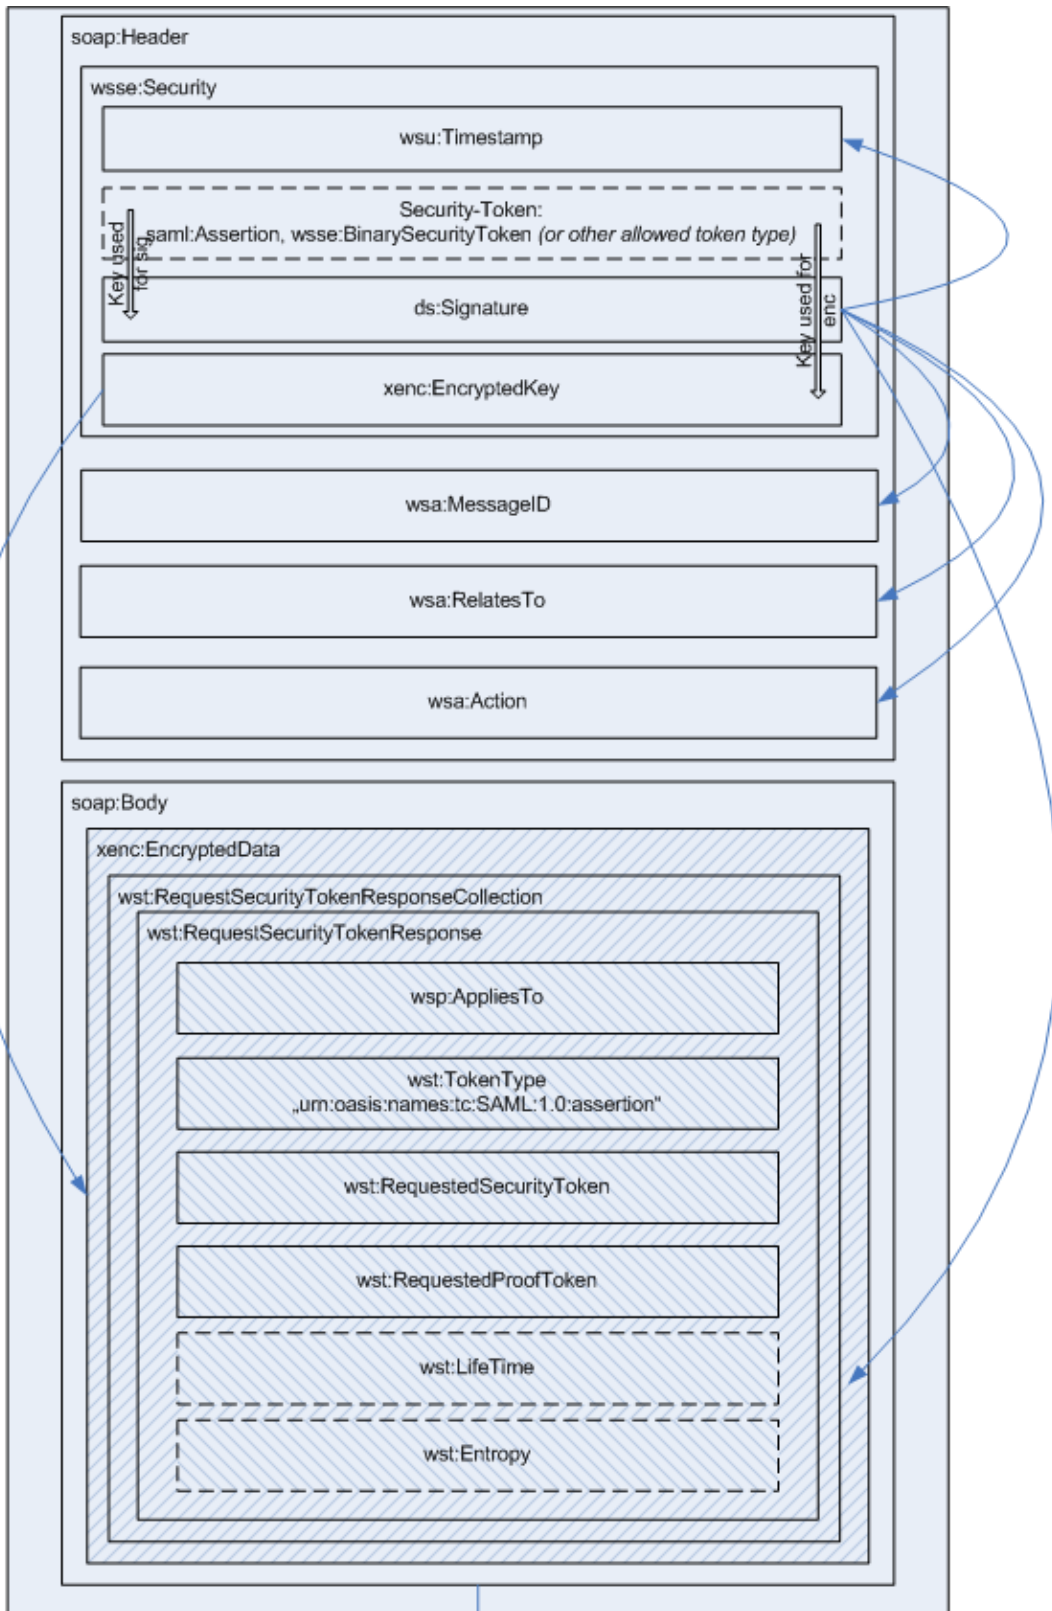 soap:Header
wsse:Security
wsu:Timestamp
Security-Token:
saml:Assertion, wsse:BinarySecurityToken (or other allowed token type)
Key used
for sig
Key used for
enc
ds:Signature
xenc:EncryptedKey
wsa:MessageID
wsa:RelatesTo
wsa:Action
soap:Body
xenc:EncryptedData
wst:RequestSecurityTokenResponseCollection
wst:RequestSecurityTokenResponse
wsp:AppliesTo
wst:TokenType
„urn:oasis:names:tc:SAML:1.0:assertion"
wst:RequestedSecurityToken
wst:RequestedProofToken
wst:LifeTime
wst:Entropy